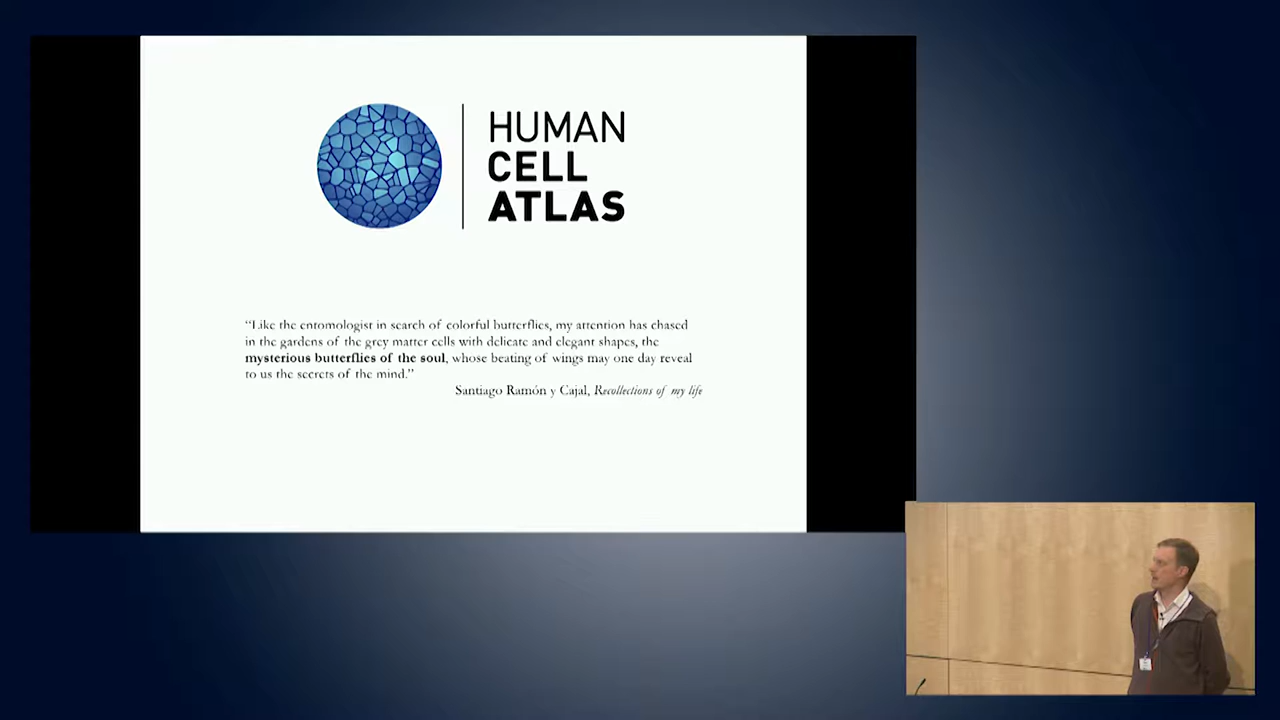 HUMAN
CELL
ATLAS
“Like the entomologist in search of colorful butterflies, my attention has chased
in the gardens of the grey matter cells with delicate and elegant shapes, the
mysterious butterflies of the soul, whose beating of wings may one day reveal
to us the secrets of the mind.”
Santiago Ramón y Cajal, Recollections of my life